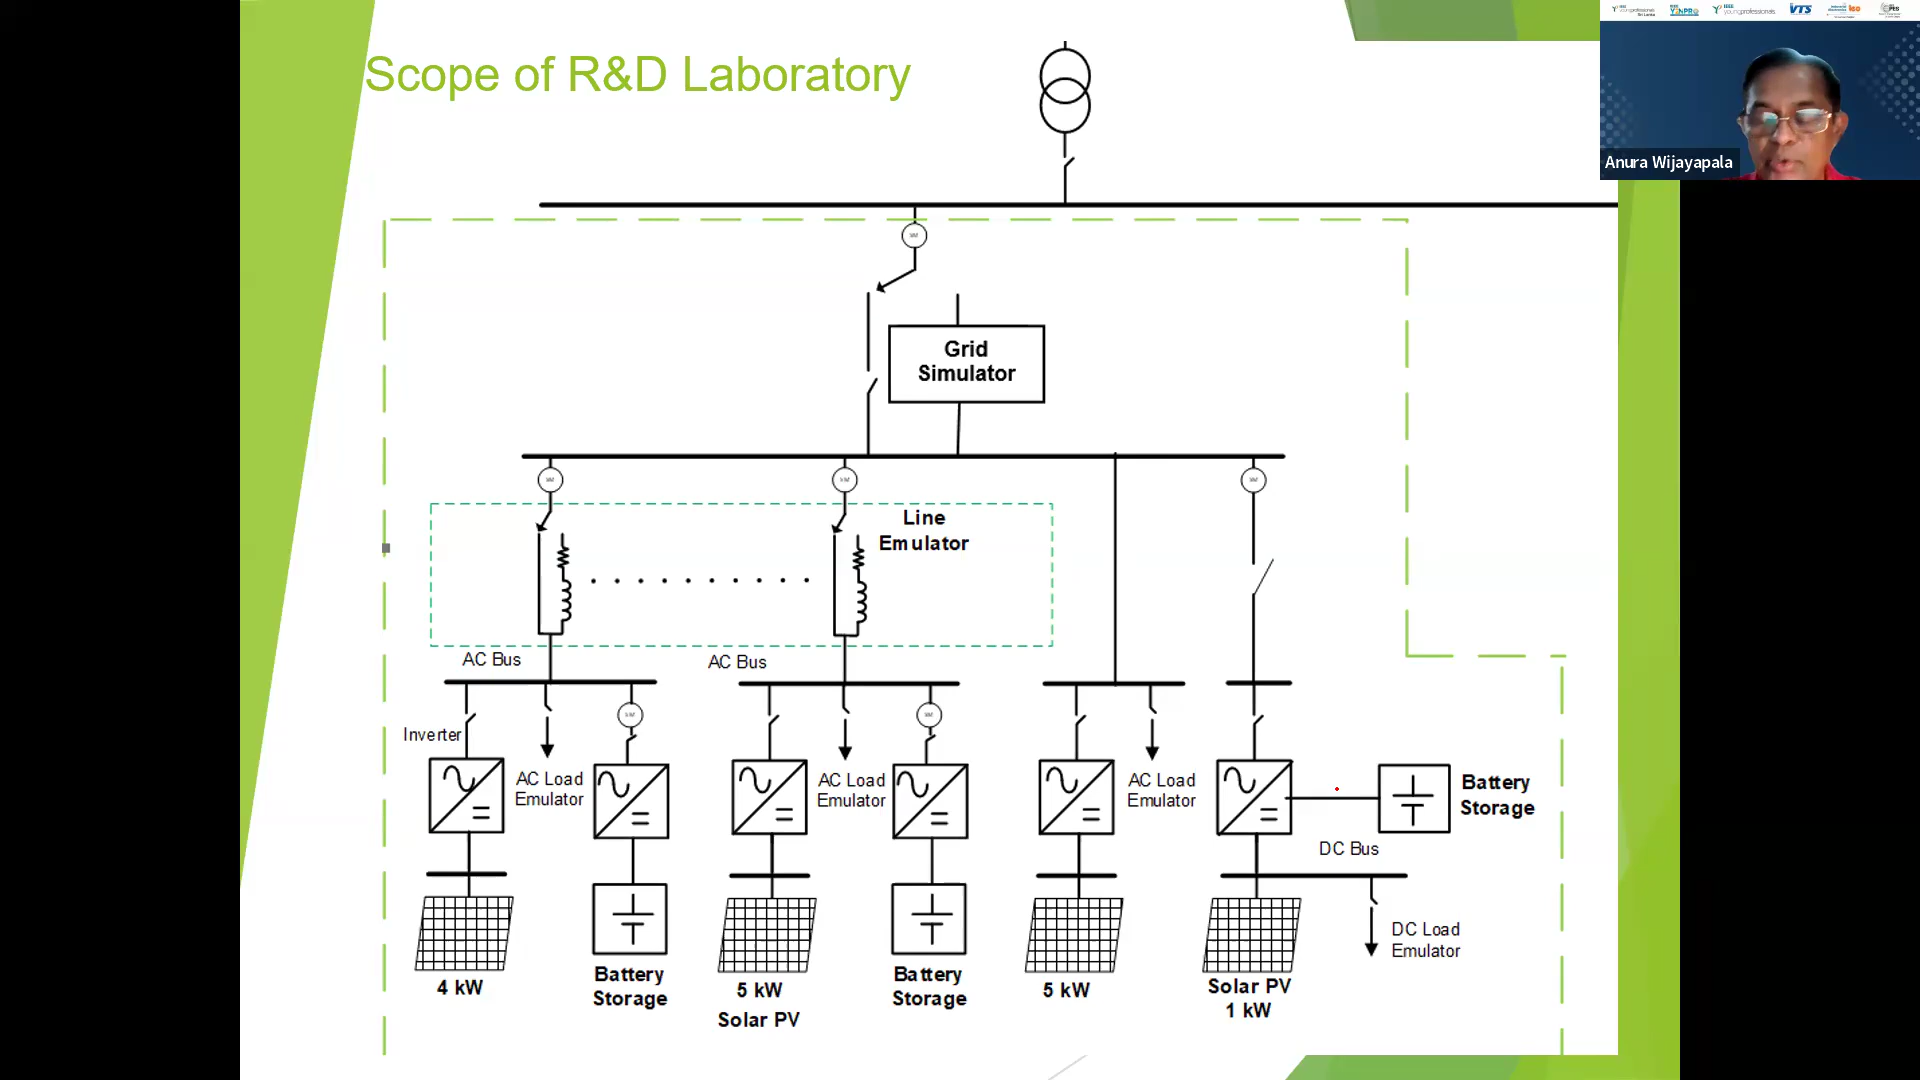 Scope of R&D Laboratory
VTS
Anura Wijayapala
Grid
Simulator
Line
Emulator
AC Bus
AC Bus
Inverter
AC Load
Emulator
AC Load
Emulator
AC Load
Emulator
Battery
Storage
DC Bus
DC Load
Emulator
4 kW
Battery
Storage
5 kW
Solar PV
Battery
Storage
5 kW
Solar PV
1 kW